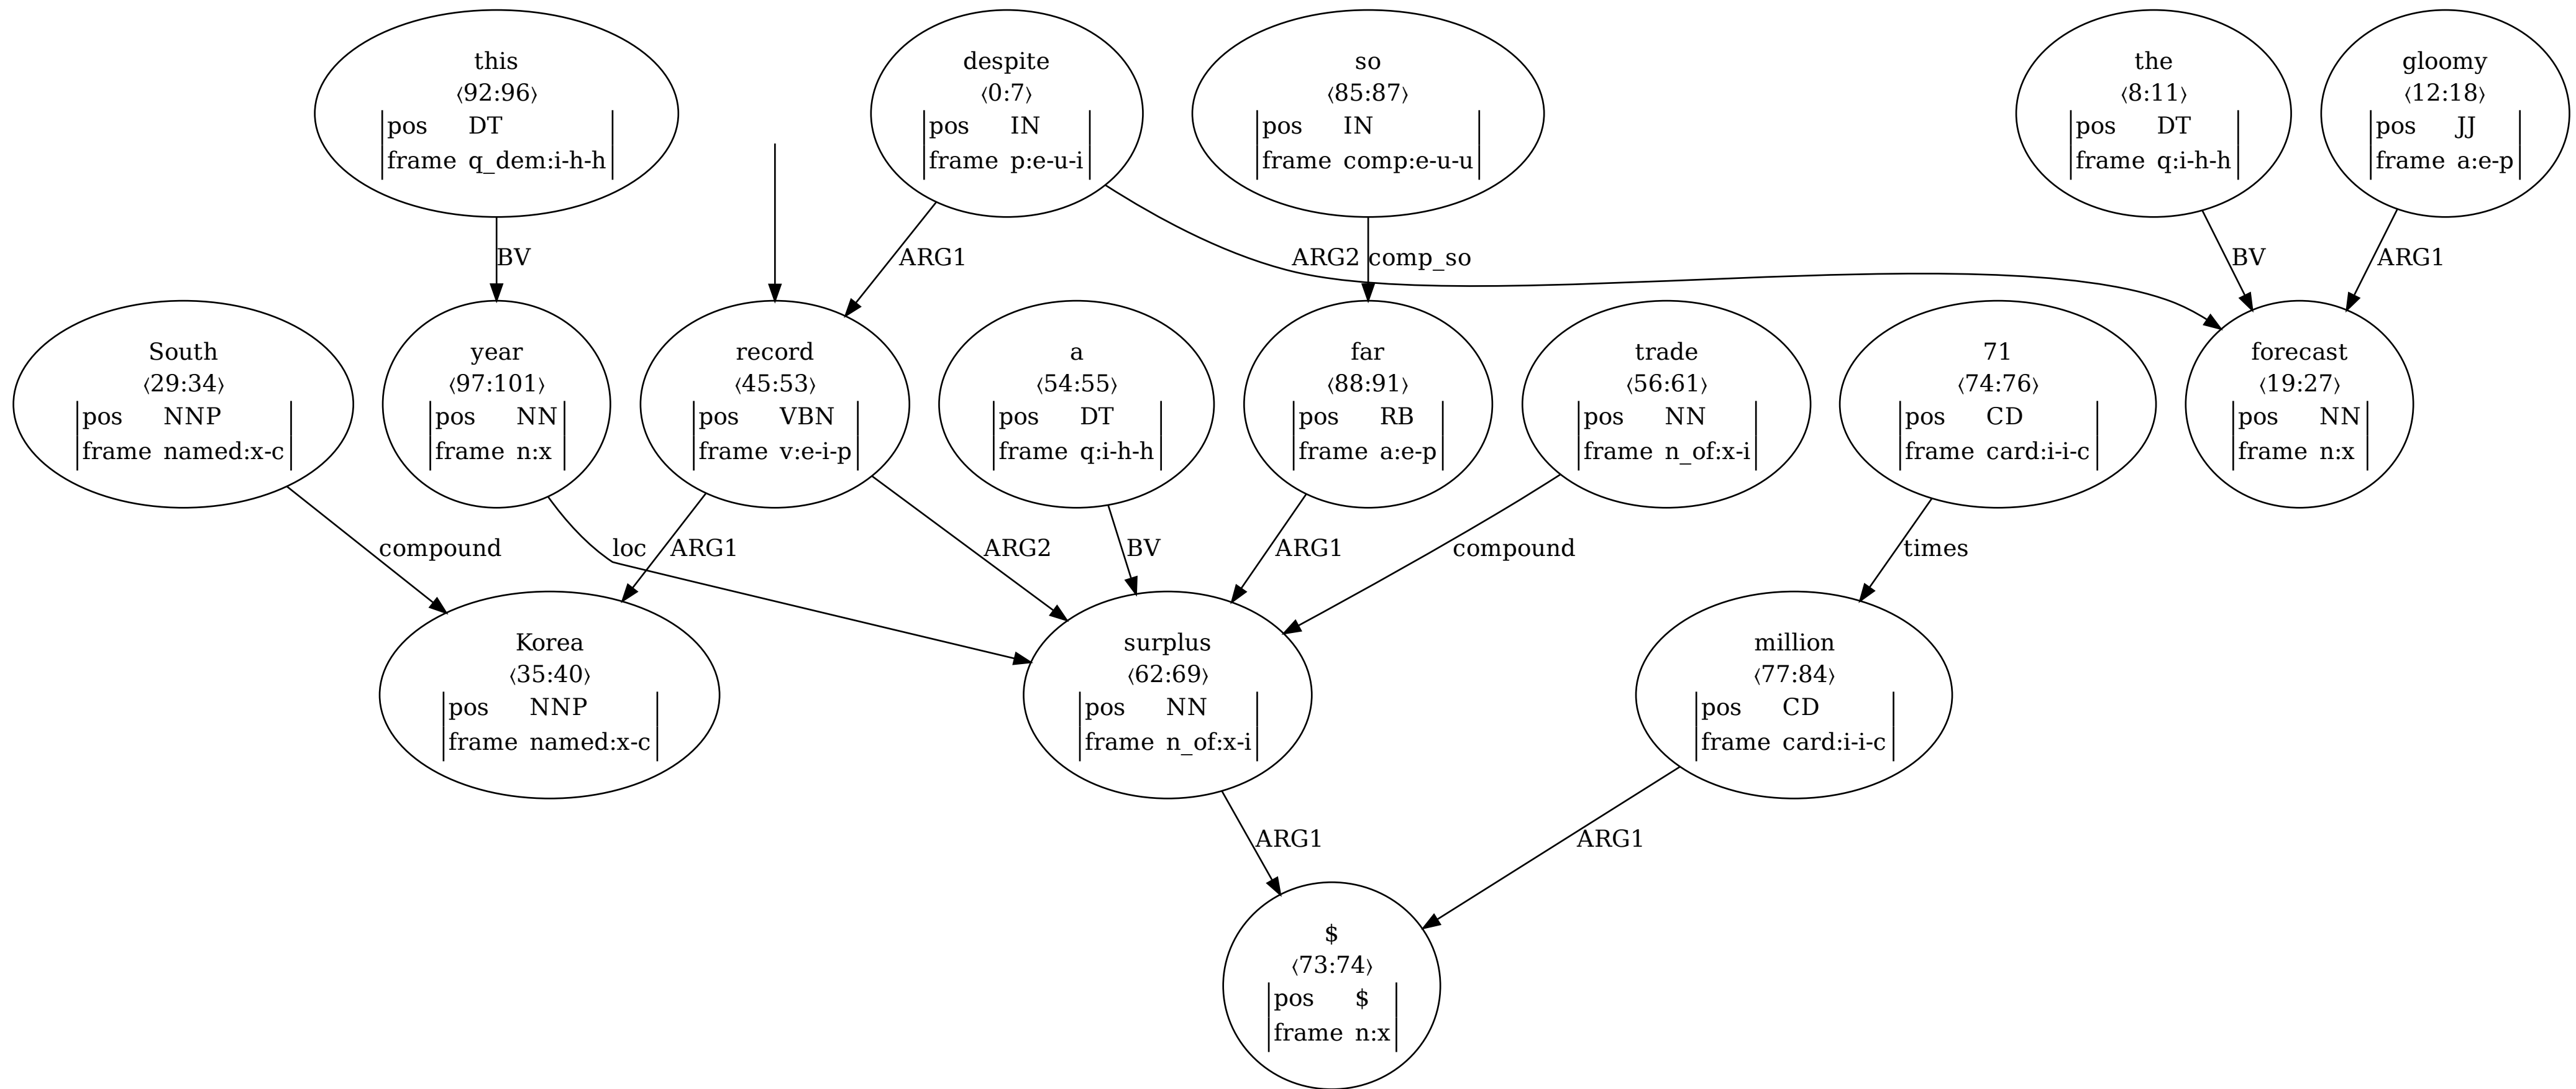 this
⟨92:96⟩
pos DT
frame q_dem:i-h-h
despite
⟨0:7⟩
pos IN
frame p:e-u-i
so
⟨85:87⟩
pos IN
frame comp:e-u-u
the
⟨8:11⟩
pos DT
frame q:i-h-h
gloomy
⟨12:18⟩
pos JJ
frame a:e-p
BV
ARG1
ARG2
comp_so
BV
ARG1
South
⟨29:34⟩
pos NNP
frame named:x-c
year
⟨97:101⟩
pos NN
frame n:x
record
⟨45:53⟩
pos VBN
frame v:e-i-p
a
⟨54:55⟩
pos DT
frame q:i-h-h
far
⟨88:91⟩
pos RB
frame a:e-p
trade
⟨56:61⟩
pos NN
frame n_of:x-i
71
⟨74:76⟩
pos CD
frame card:i-i-c
forecast
⟨19:27⟩
pos NN
frame n:x
compound
loc
ARG1
ARG2
BV
ARG1
compound
times
Korea
⟨35:40⟩
pos NNP
frame named:x-c
surplus
⟨62:69⟩
pos NN
frame n_of:x-i
million
⟨77:84⟩
pos CD
frame card:i-i-c
ARG1
ARG1
$
⟨73:74⟩
pos $
frame n:x